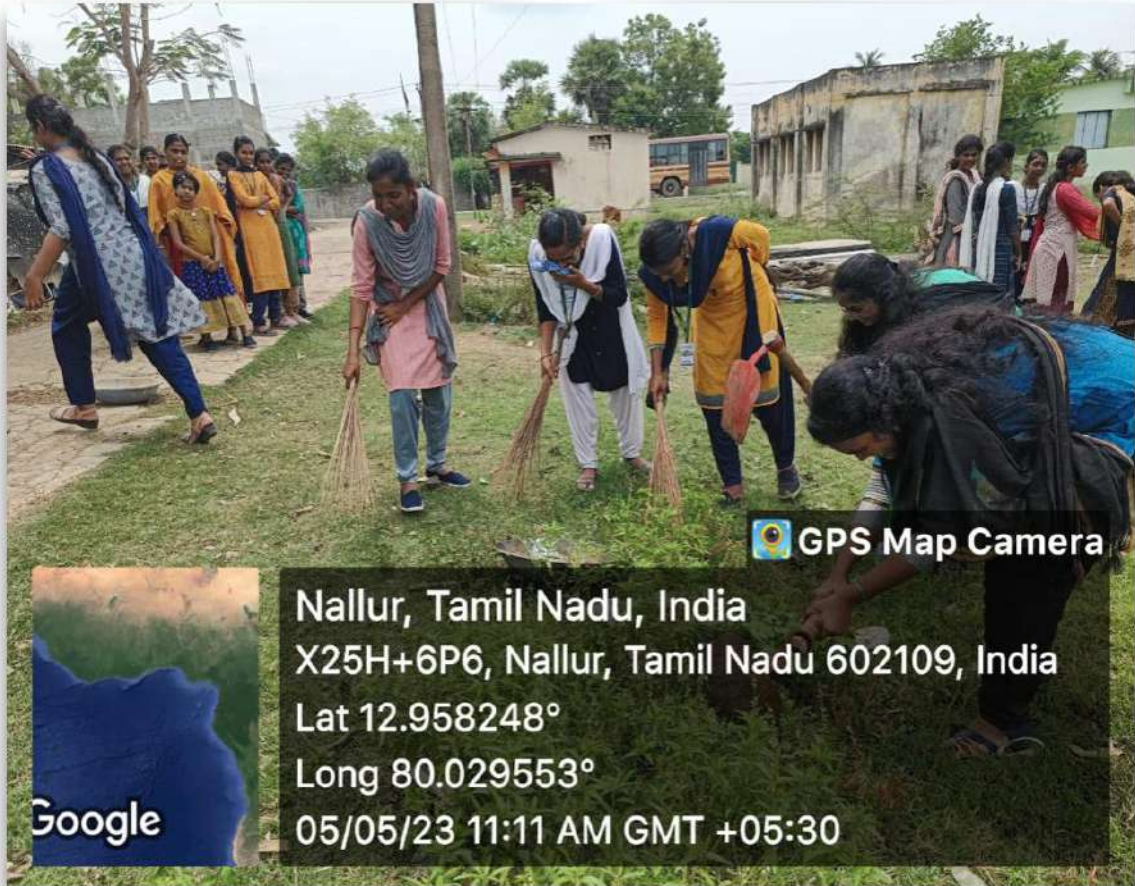 GPS Map Camera
Nallur, Tamil Nadu, India
X25H+6P6, Nallur, Tamil Nadu 602109, India
Lat 12.958248°
Long 80.029553°
05/05/23 11:11 AM GMT +05:30
Google